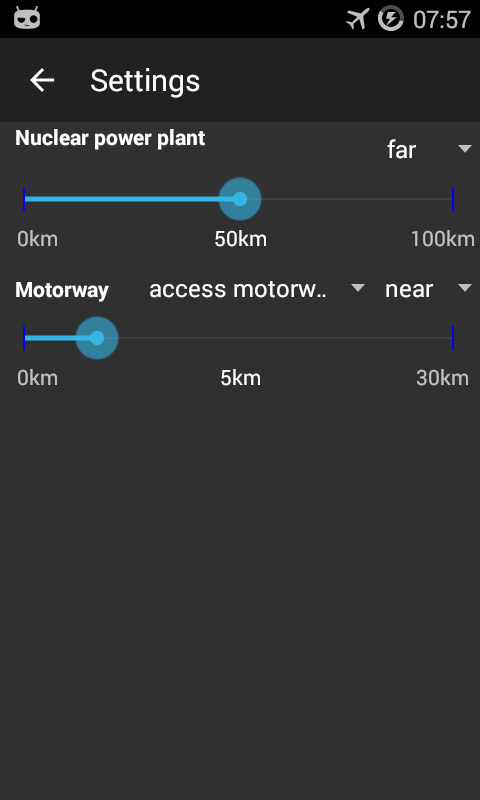 07:57
Settings
Nuclear power plant far
0km 50km 100km
Motorway access motorw.. near
0km 5km 30km